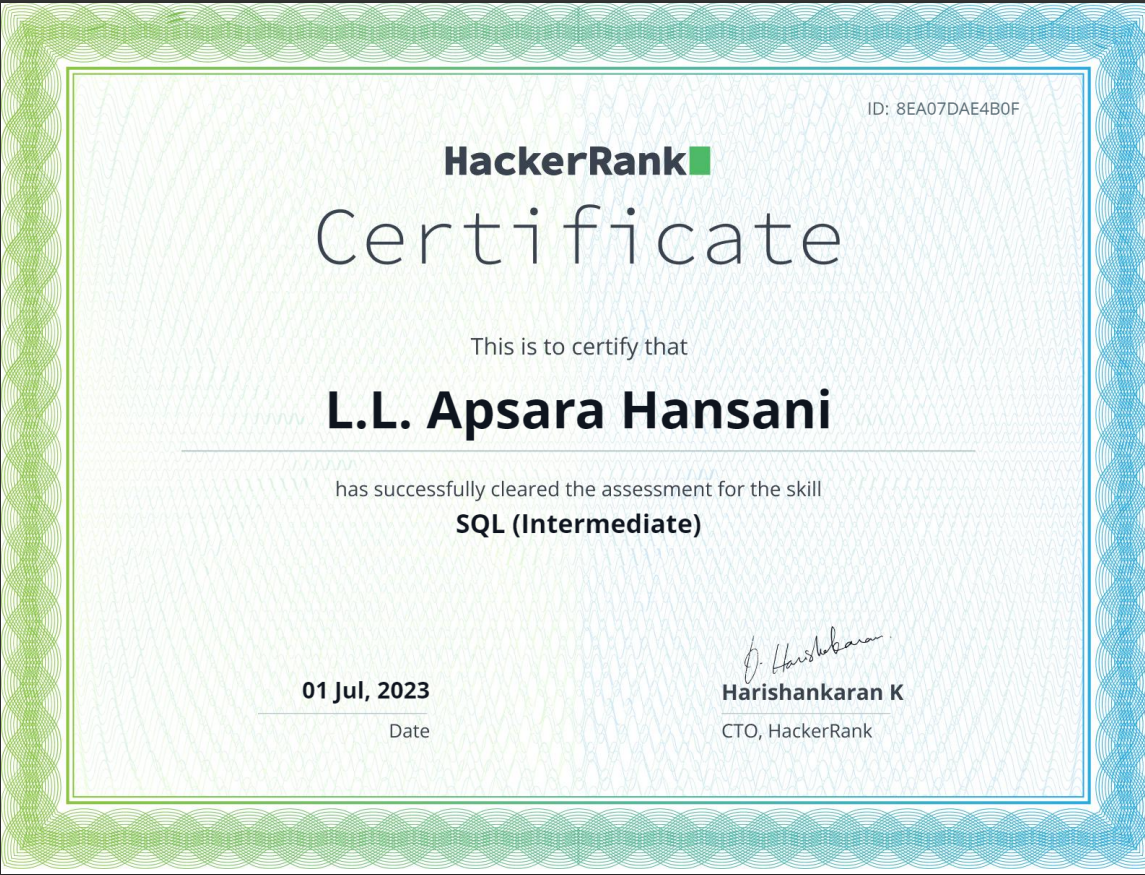 ID: 8EA07DAE4B0F
HackerRank
Certificate
This is to certify that
L.L. Apsara Hansani
has successfully cleared the assessment for the skill
SQL (Intermediate)
D. Harishankaran
01 Jul, 2023
Harishankaran K
Date
CTO, HackerRank